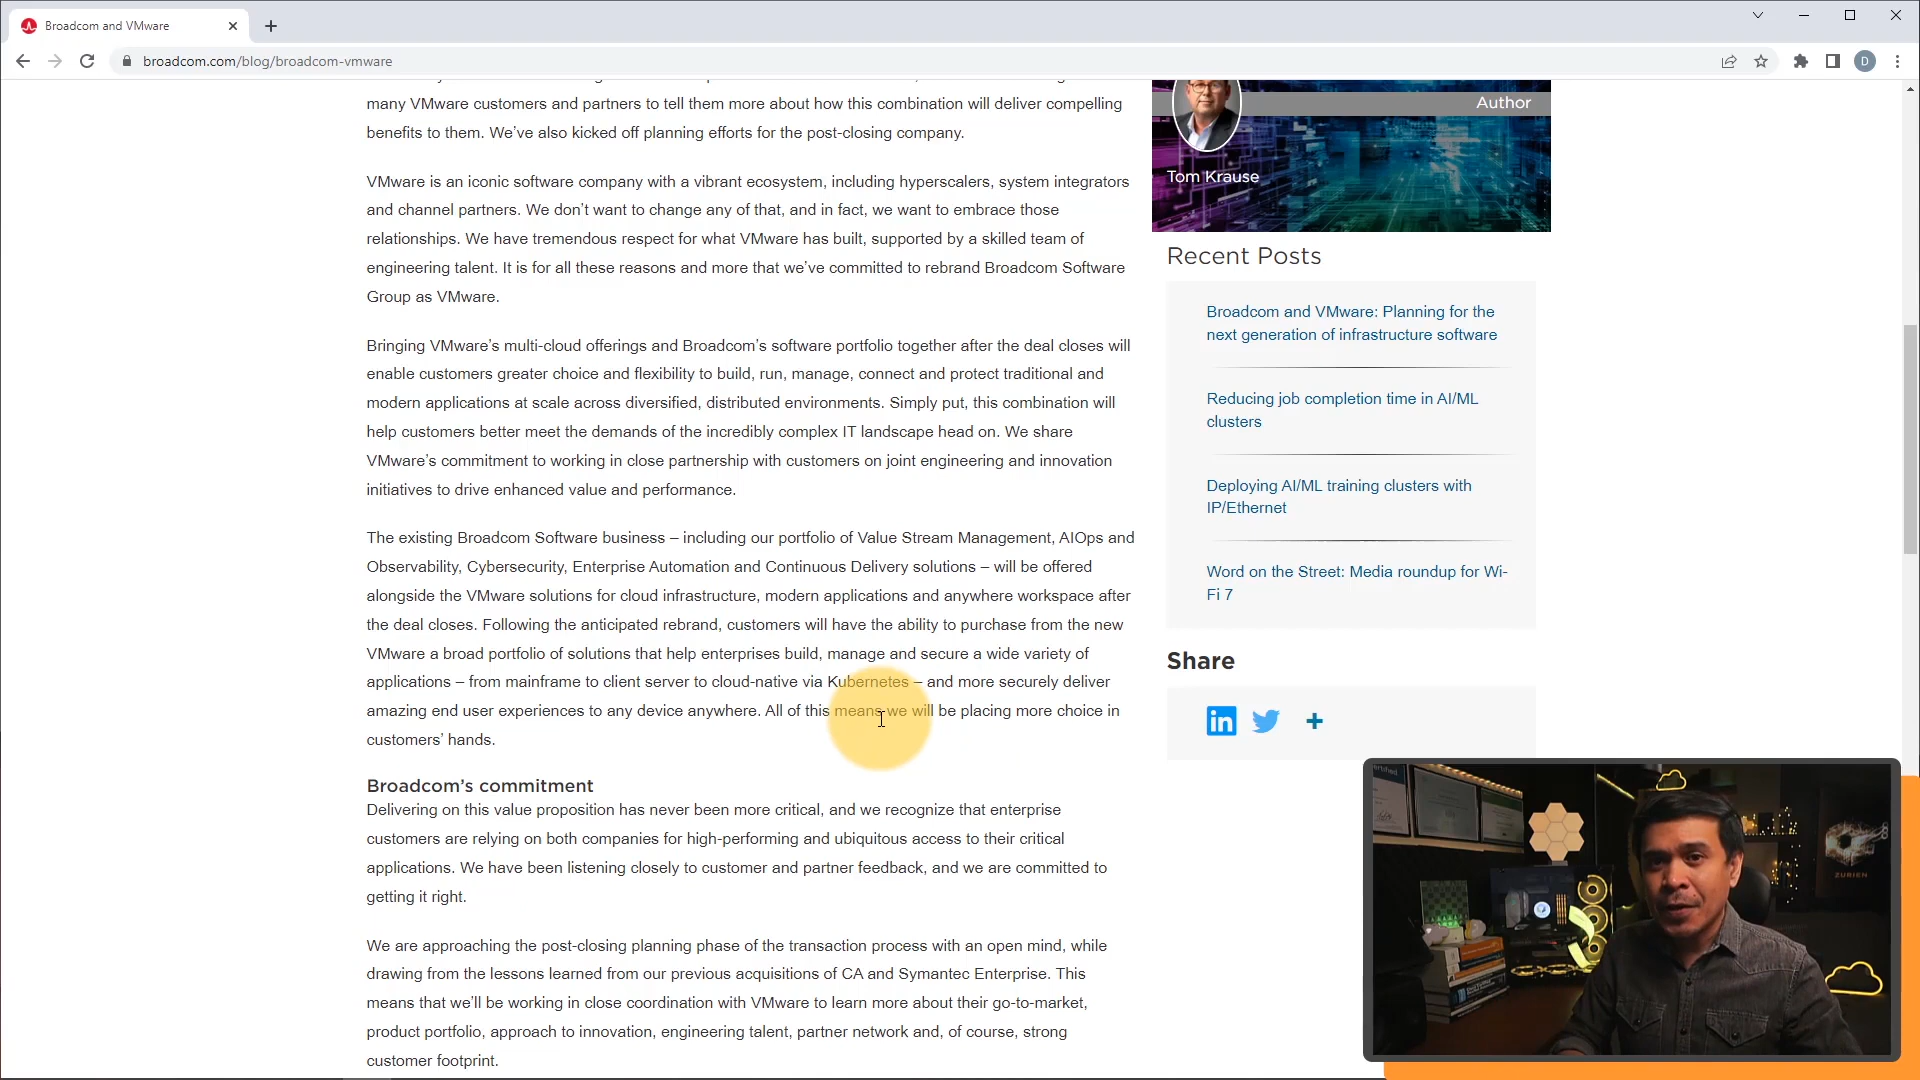 Broadcom and VMware
broadcom.com/blog/broadcom-vmware
D
many VMware customers and partners to tell them more about how this combination will deliver compelling
benefits to them. We've also kicked off planning efforts for the post-closing company.
VMware is an iconic software company with a vibrant ecosystem, including hyperscalers, system integrators
and channel partners. We don't want to change any of that, and in fact, we want to embrace those
relationships. We have tremendous respect for what VMware has built, supported by a skilled team of
engineering talent. It is for all these reasons and more that we've committed to rebrand Broadcom Software
Group as VMware.
Bringing VMware's multi-cloud offerings and Broadcom's software portfolio together after the deal closes will
enable customers greater choice and flexibility to build, run, manage, connect and protect traditional and
modern applications at scale across diversified, distributed environments. Simply put, this combination will
help customers better meet the demands of the incredibly complex IT landscape head on. We share
VMware's commitment to working in close partnership with customers on joint engineering and innovation
initiatives to drive enhanced value and performance.
The existing Broadcom Software business – including our portfolio of Value Stream Management, AIOps and
Observability, Cybersecurity, Enterprise Automation and Continuous Delivery solutions – will be offered
alongside the VMware solutions for cloud infrastructure, modern applications and anywhere workspace after
the deal closes. Following the anticipated rebrand, customers will have the ability to purchase from the new
VMware a broad portfolio of solutions that help enterprises build, manage and secure a wide variety of
applications – from mainframe to client server to cloud-native via Kubernetes – and more securely deliver
amazing end user experiences to any device anywhere. All of this means we will be placing more choice in
customers' hands.
Broadcom's commitment
Delivering on this value proposition has never been more critical, and we recognize that enterprise
customers are relying on both companies for high-performing and ubiquitous access to their critical
applications. We have been listening closely to customer and partner feedback, and we are committed to
getting it right.
We are approaching the post-closing planning phase of the transaction process with an open mind, while
drawing from the lessons learned from our previous acquisitions of CA and Symantec Enterprise. This
means that we'll be working in close coordination with VMware to learn more about their go-to-market,
product portfolio, approach to innovation, engineering talent, partner network and, of course, strong
customer footprint.
Author
Tom Krause
Recent Posts
Broadcom and VMware: Planning for the
next generation of infrastructure software
Reducing job completion time in AI/ML
clusters
Deploying AI/ML training clusters with
IP/Ethernet
Word on the Street: Media roundup for Wi-
Fi 7
Share
in
ZURIEN